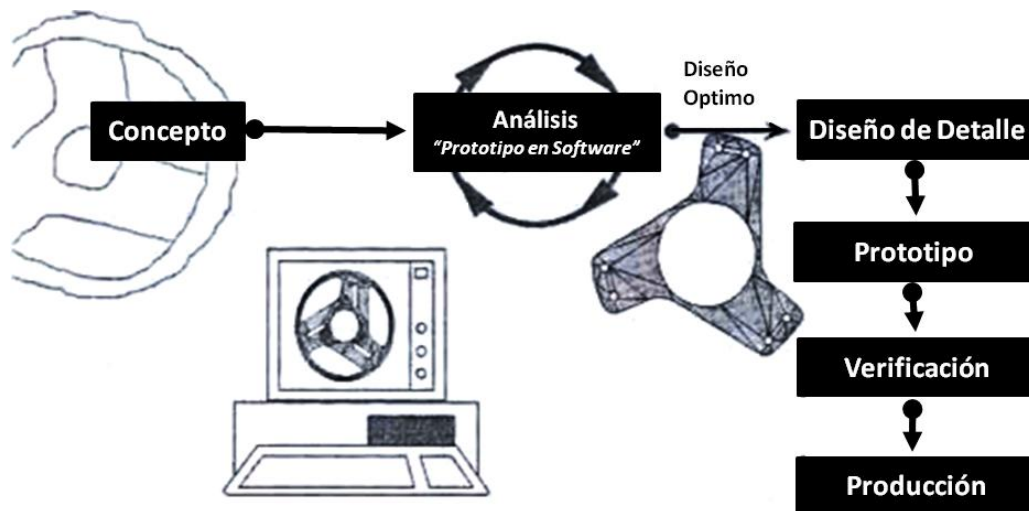 Concepto
Análisis
“Prototipo en Software”
Diseño
Optimo
Diseño de Detalle
Prototipo
Verificación
Producción